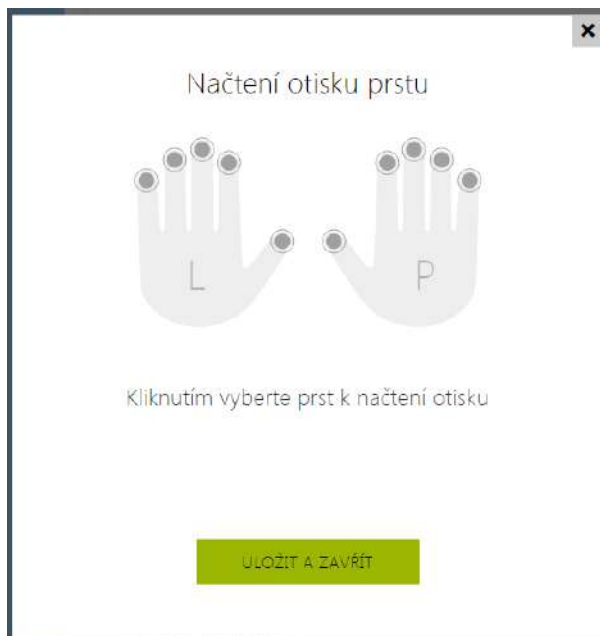 Načtení otisku prstu
L
P
Kliknutím vyberte prst k načtení otisku
ULOŽIT A ZAVŘÍT